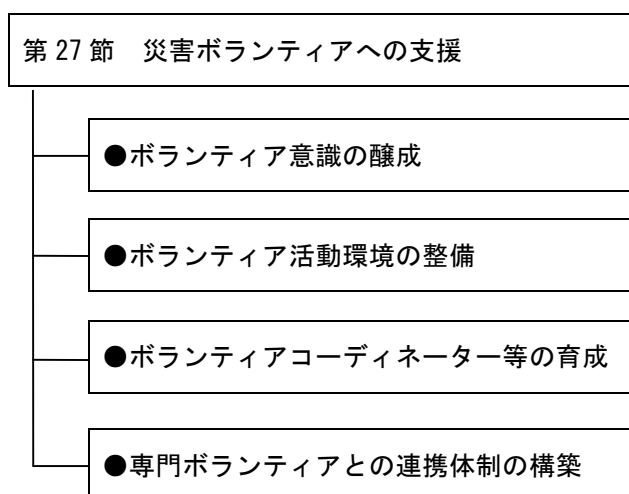 第27節　災害ボランティアへの支援
●ボランティア意識の醸成
●ボランティア活動環境の整備
●ボランティアコーディネーター等の育成
●専門ボランティアとの連携体制の構築